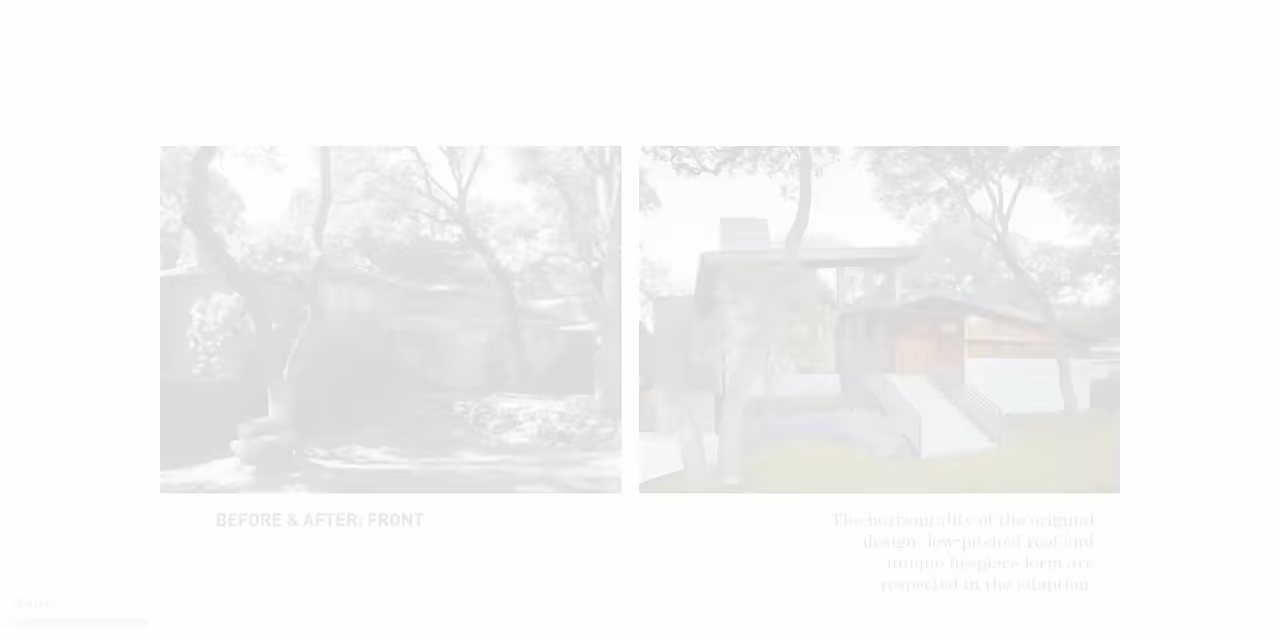 BEFORE & AFTER: FRONT
The horizontality of the original
design, low-pitched roof and
unique fireplace form are
respected in the adaption.